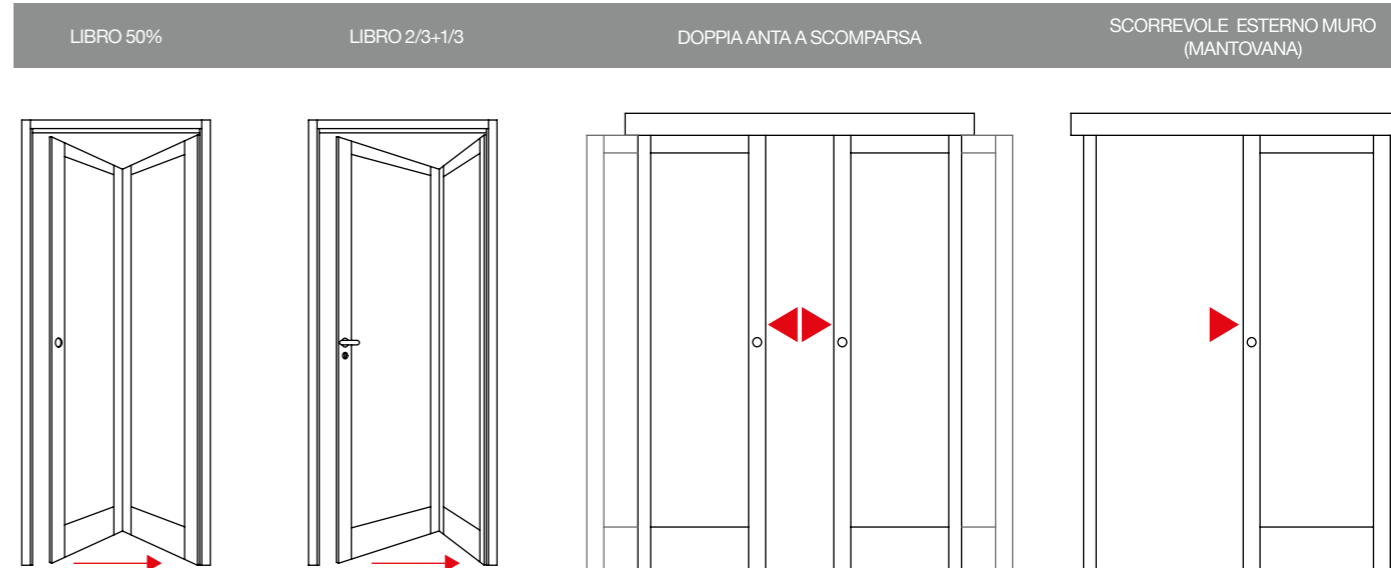 LIBRO 50%
LIBRO 2/3+1/3
DOPPIA ANTA A SCOMPARSA
SCORREVOLE ESTERNO MURO
(MANTOVANA)